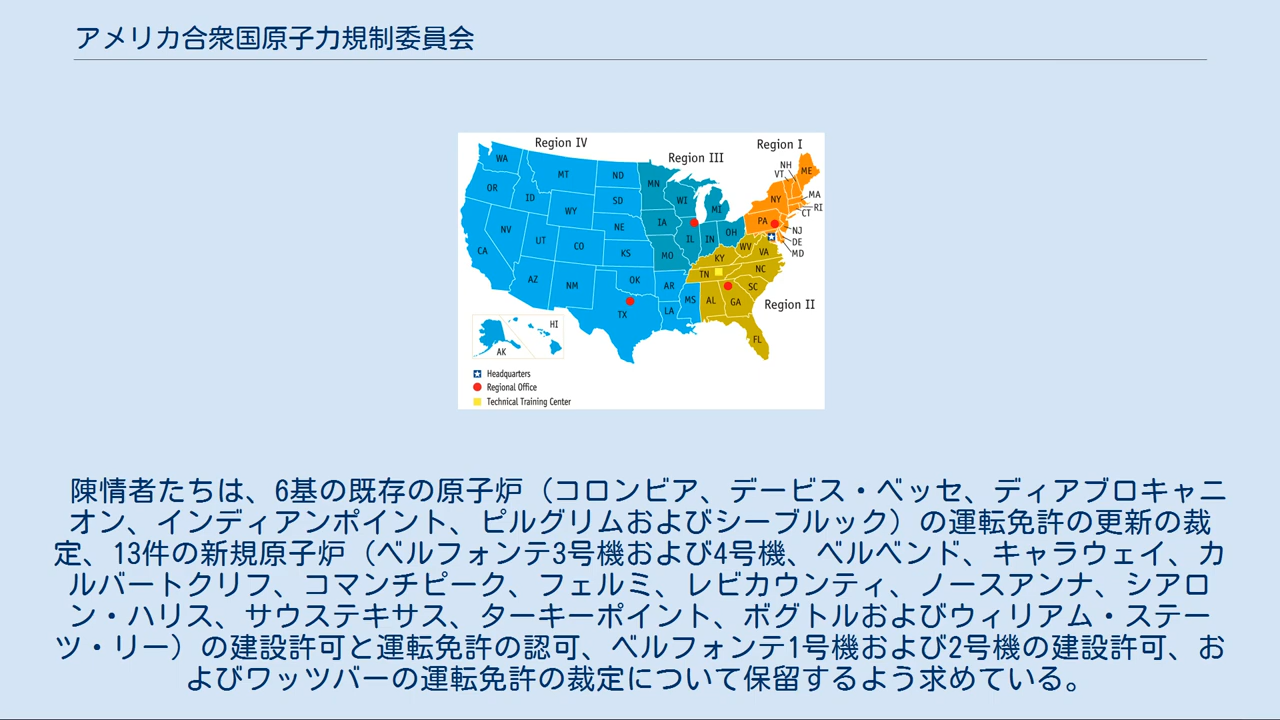 アメリカ合衆国原子力規制委員会
Region IV
Region III
Region I
Region II
WA
OR
CA
NV
ID
MT
WY
UT
AZ
CO
NM
ND
SD
NE
KS
OK
TX
MN
IA
MO
AR
LA
WI
IL
MS
MI
IN
OH
KY
TN
AL
GA
FL
SC
NC
VA
WV
PA
NY
VT
NH
ME
MA
RI
CT
NJ
DE
MD
AK
HI
Headquarters
Regional Office
Technical Training Center
陳情者たちは、6基の既存の原子炉（コロンビア、デービス・ベッセ、ディアブロキャニ
オン、インディアンポイント、ピルグリムおよびシーブルック）の運転免許の更新の裁
定、13件の新規原子炉（ベルフォンテ3号機および4号機、ベルベンド、キャラウェイ、カ
ルバートクリフ、コマンチピーク、フェルミ、レビカウンティ、ノースアンナ、シアロ
ン・ハリス、サウステキサス、ターキーポイント、ボグトルおよびウィリアム・ステー
ツ・リー）の建設許可と運転免許の認可、ベルフォンテ1号機および2号機の建設許可、お
よびワッツバーの運転免許の裁定について保留するよう求めている。